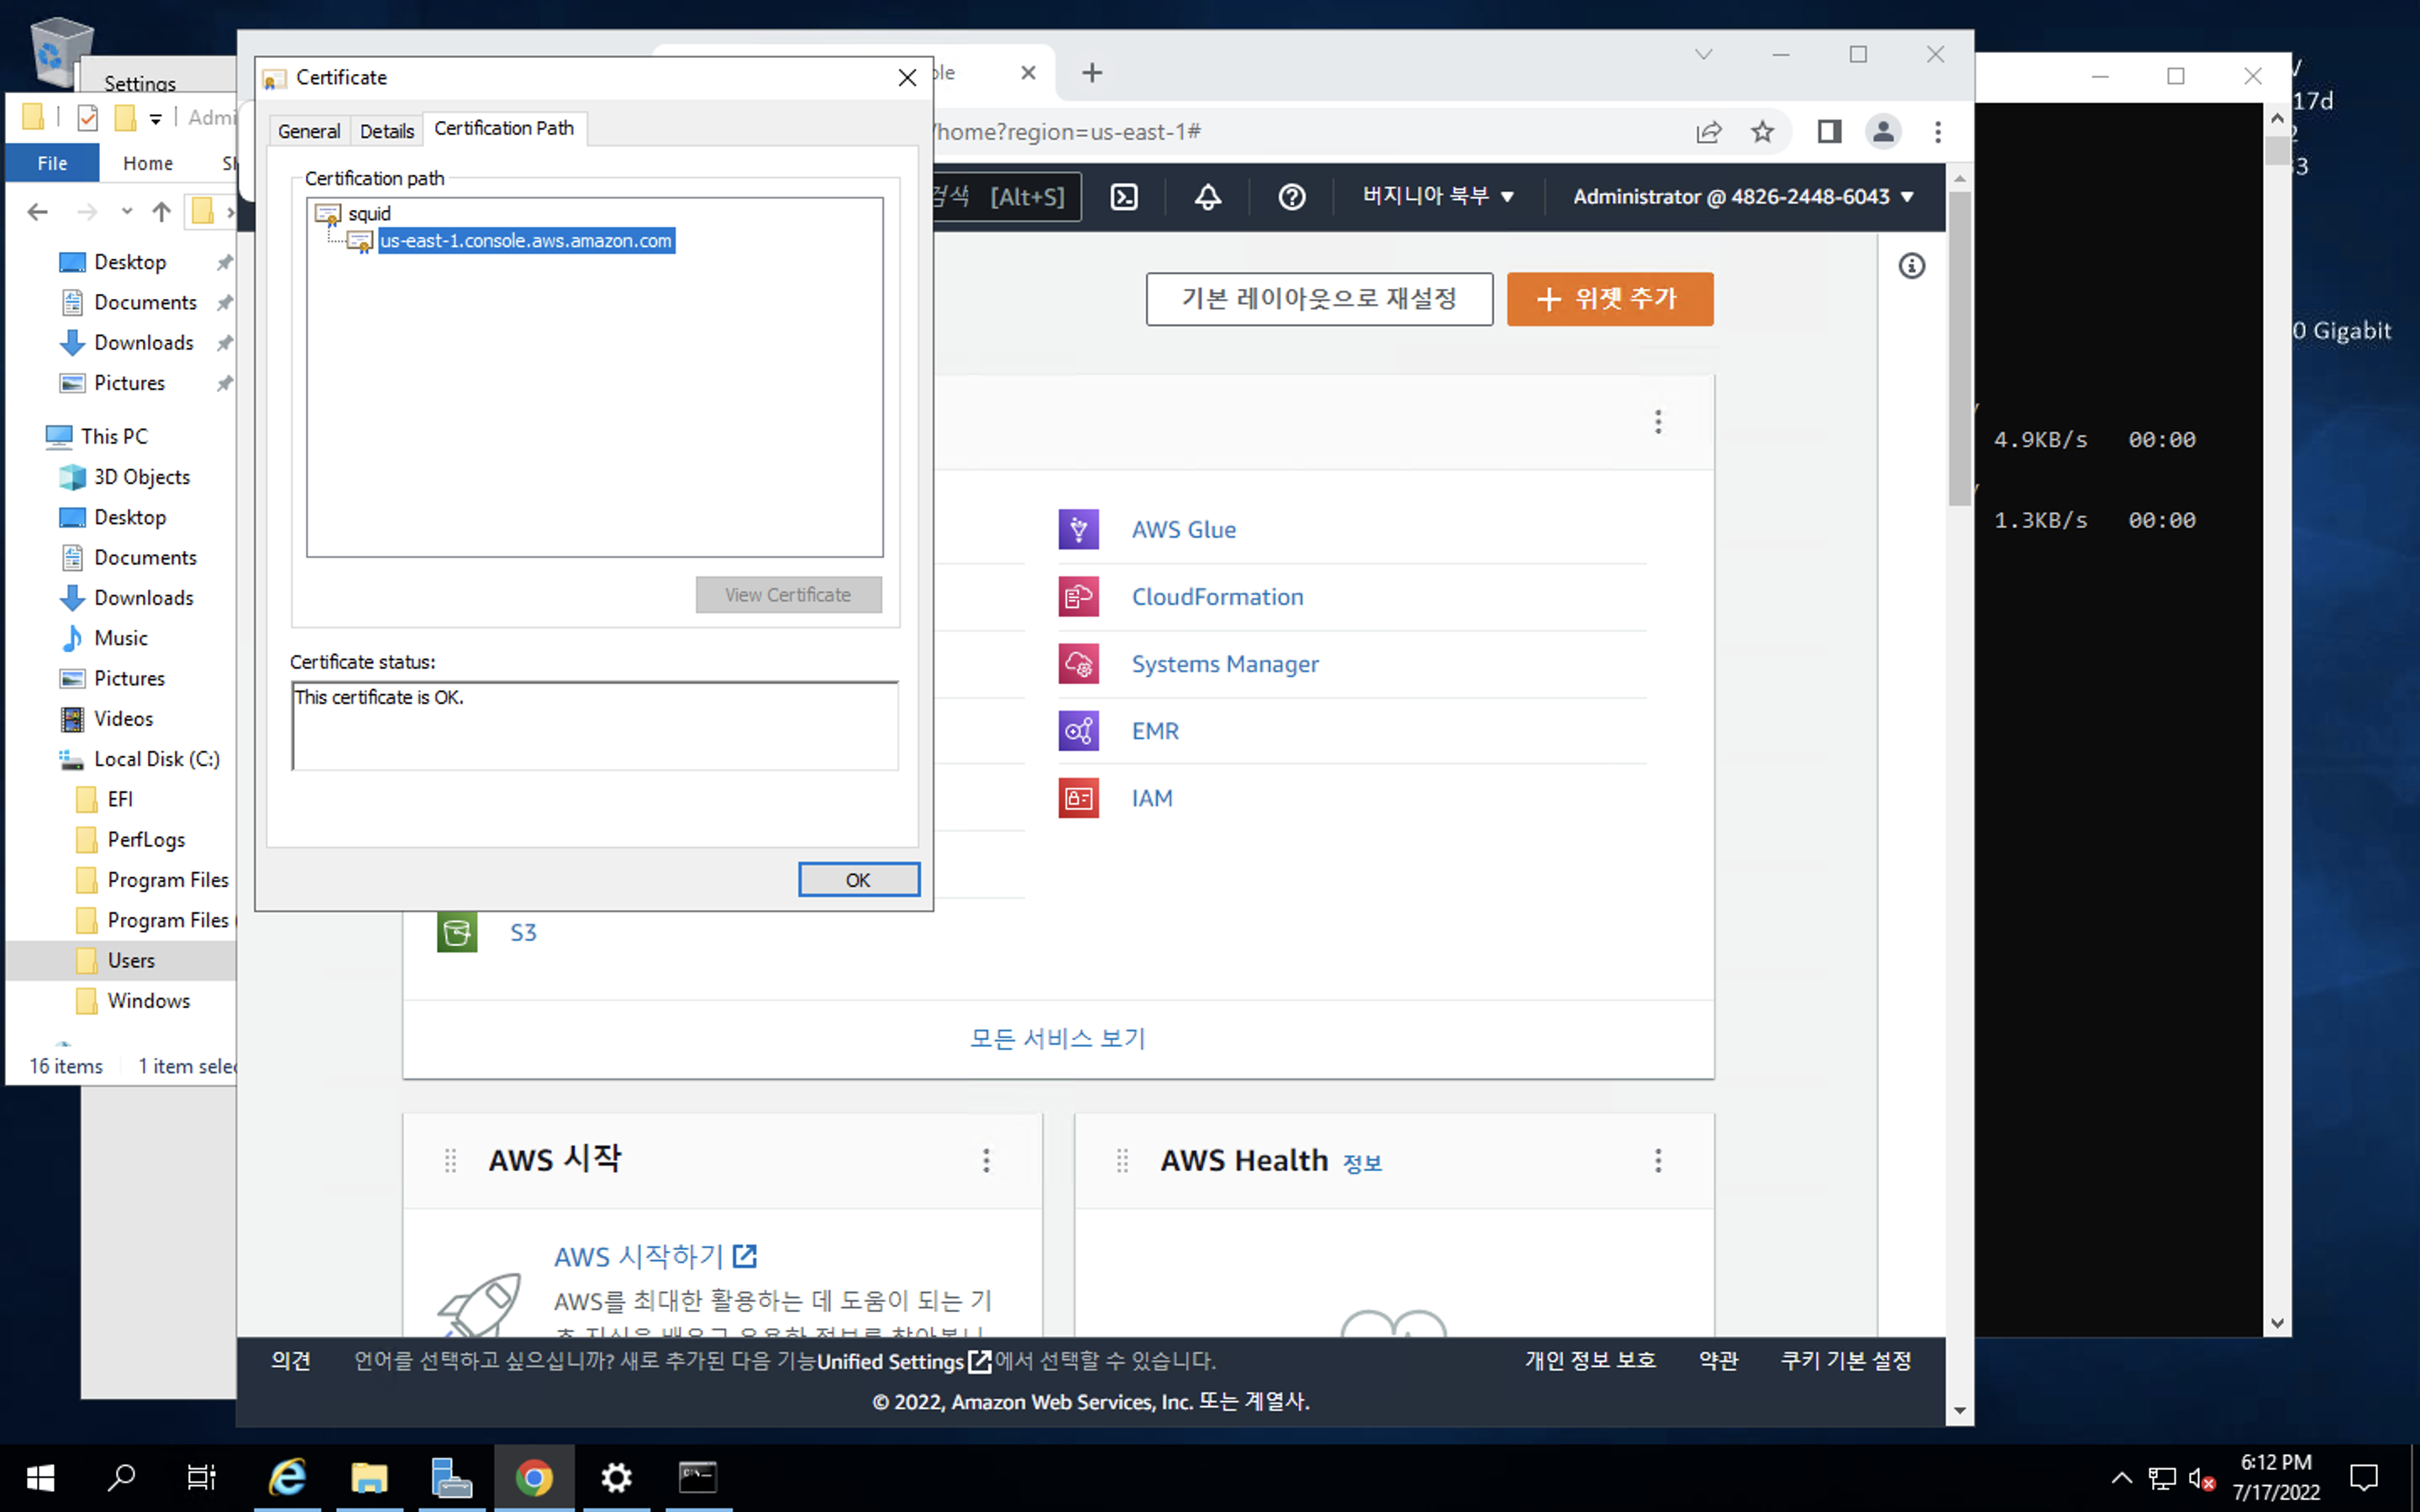 Settings
Admi
File
Home
Desktop
Documents
Downloads
Pictures
This PC
3D Objects
Desktop
Documents
Downloads
Music
Pictures
Videos
Local Disk (C:)
EFI
PerfLogs
Program Files
Program Files
Users
Windows
16 items
1 item selec
Certificate
General
Details
Certification Path
Certification path
squid
us-east-1.console.aws.amazon.com
View Certificate
Certificate status:
This certificate is OK.
OK
/home?region=us-east-1#
검색 [Alt+S]
버지니아 북부
Administrator @ 4826-2448-6043
기본 레이아웃으로 재설정
위젯 추가
AWS Glue
CloudFormation
Systems Manager
EMR
IAM
S3
모든 서비스 보기
AWS 시작
AWS 시작하기
AWS를 최대한 활용하는 데 도움이 되는 기
AWS Health 정보
의견
언어를 선택하고 싶으십니까? 새로 추가된 다음 기능Unified Settings에서 선택할 수 있습니다.
개인 정보 보호
약관
쿠키 기본 설정
© 2022, Amazon Web Services, Inc. 또는 계열사.
4.9KB/s 00:00
1.3KB/s 00:00
17d
0 Gigabit
6:12 PM
7/17/2022